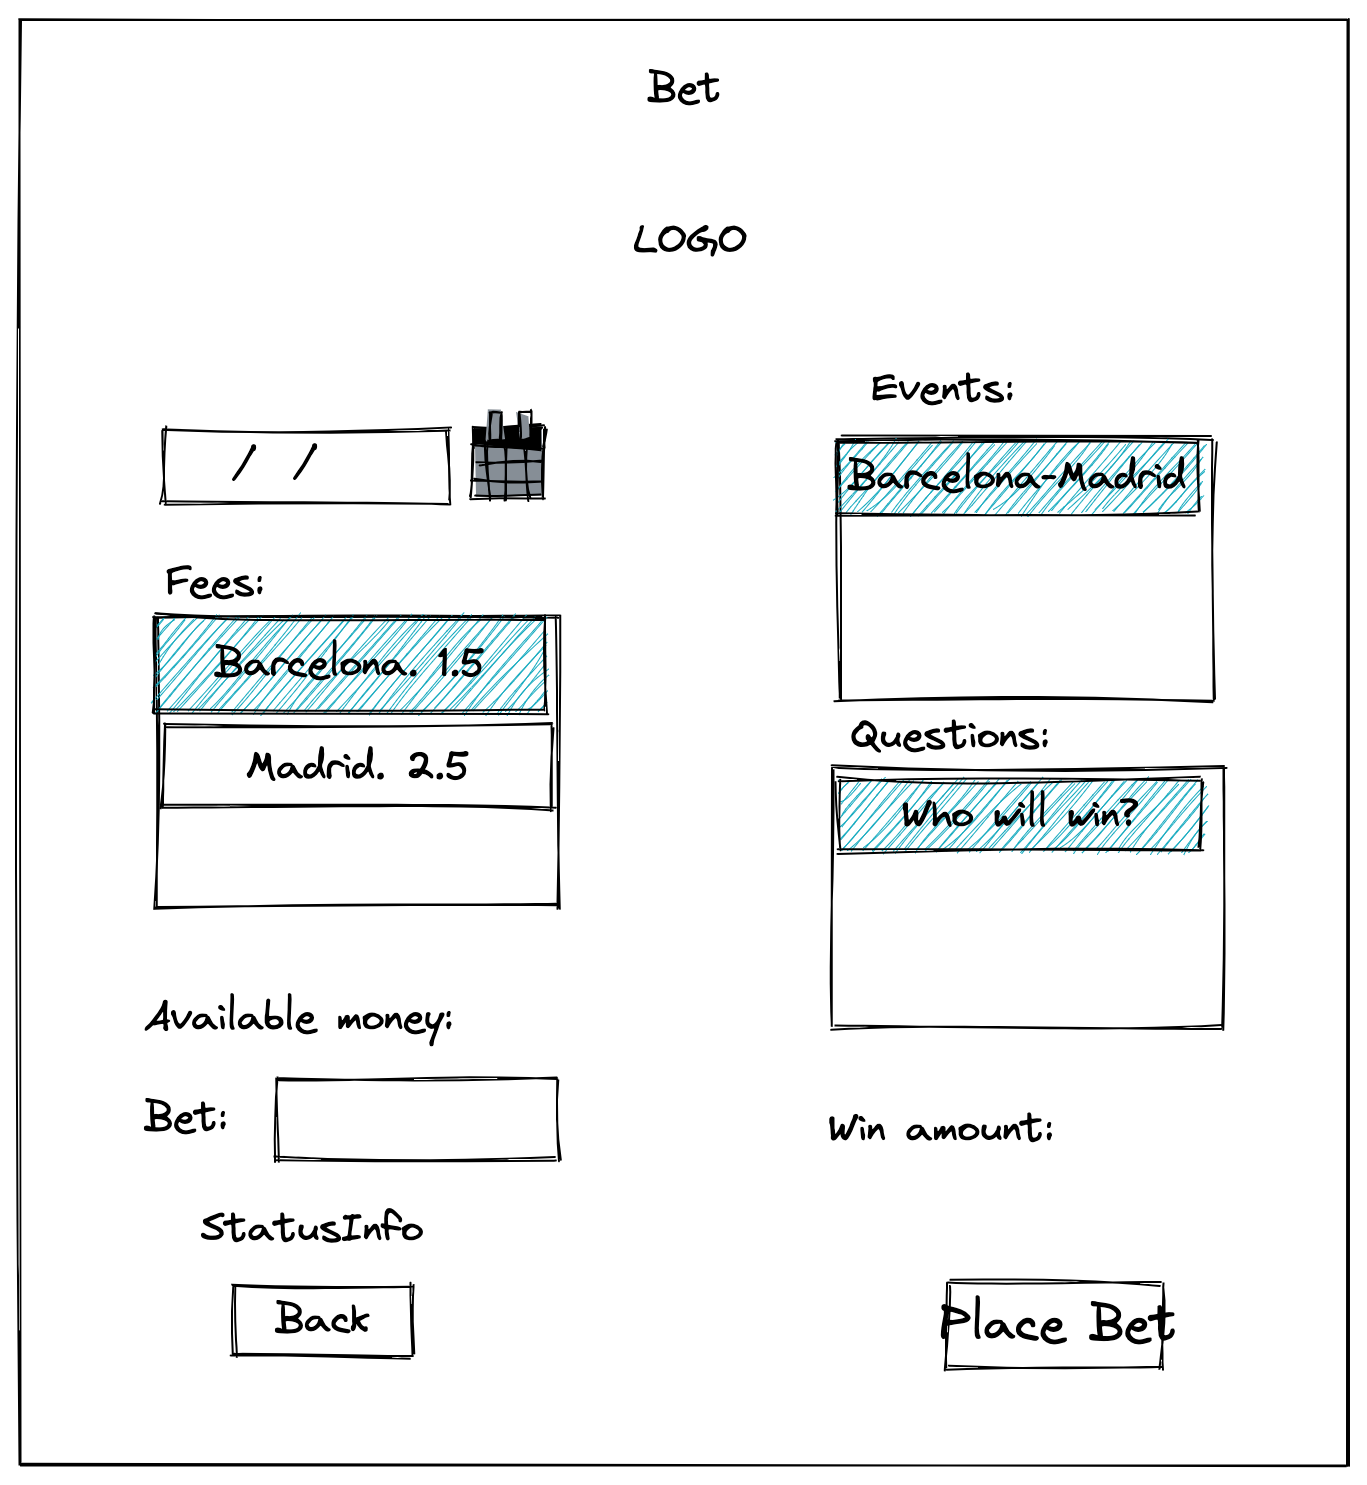 Bet
LOGO
/ /
Events:
Barcelona-Madrid
Fees:
Barcelona. 1.5
Madrid. 2.5
Questions:
Who will win?
Available money:
Bet:
Win amount:
StatusInfo
Back
Place Bet